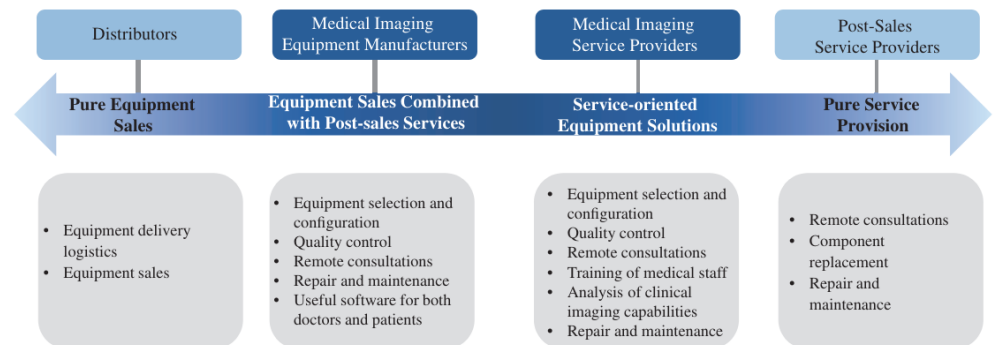 Distributors
Medical Imaging
Equipment Manufacturers
Medical Imaging
Service Providers
Post-Sales
Service Providers
Pure Equipment
Sales
Equipment Sales Combined
with Post-sales Services
Service-oriented
Equipment Solutions
Pure Service
Provision
• Equipment delivery
logistics
• Equipment sales
• Equipment selection and
configuration
• Quality control
• Remote consultations
• Repair and maintenance
• Useful software for both
doctors and patients
• Equipment selection and
configuration
• Quality control
• Remote consultations
• Training of medical staff
• Analysis of clinical
imaging capabilities
• Repair and maintenance
• Remote consultations
• Component
replacement
• Repair and
maintenance